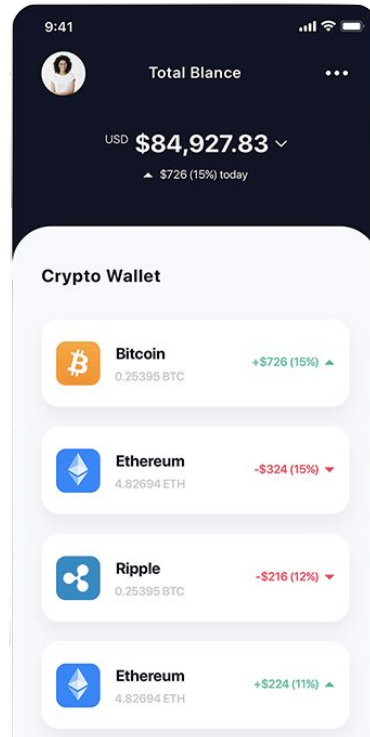 9:41
Total Blance
USD $84,927.83
$726 (15%) today
Crypto Wallet
Bitcoin
0.25395 BTC
+$726 (15%)
Ethereum
4.82694 ETH
-$324 (15%)
Ripple
0.25395 BTC
-$216 (12%)
Ethereum
4.82694 ETH
+$224 (11%)